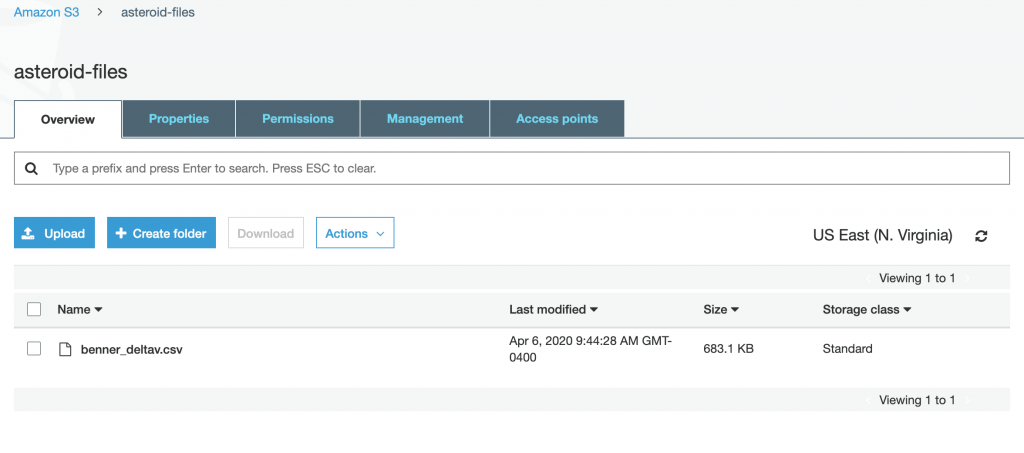 Amazon S3 > asteroid-files
asteroid-files
Overview Properties Permissions Management Access points
Type a prefix and press Enter to search. Press ESC to clear.
Upload Create folder Download Actions US East (N. Virginia)
Viewing 1 to 1
Name Last modified Size Storage class
benner_deltav.csv Apr 6, 2020 9:44:28 AM GMT-
0400 683.1 KB Standard
Viewing 1 to 1